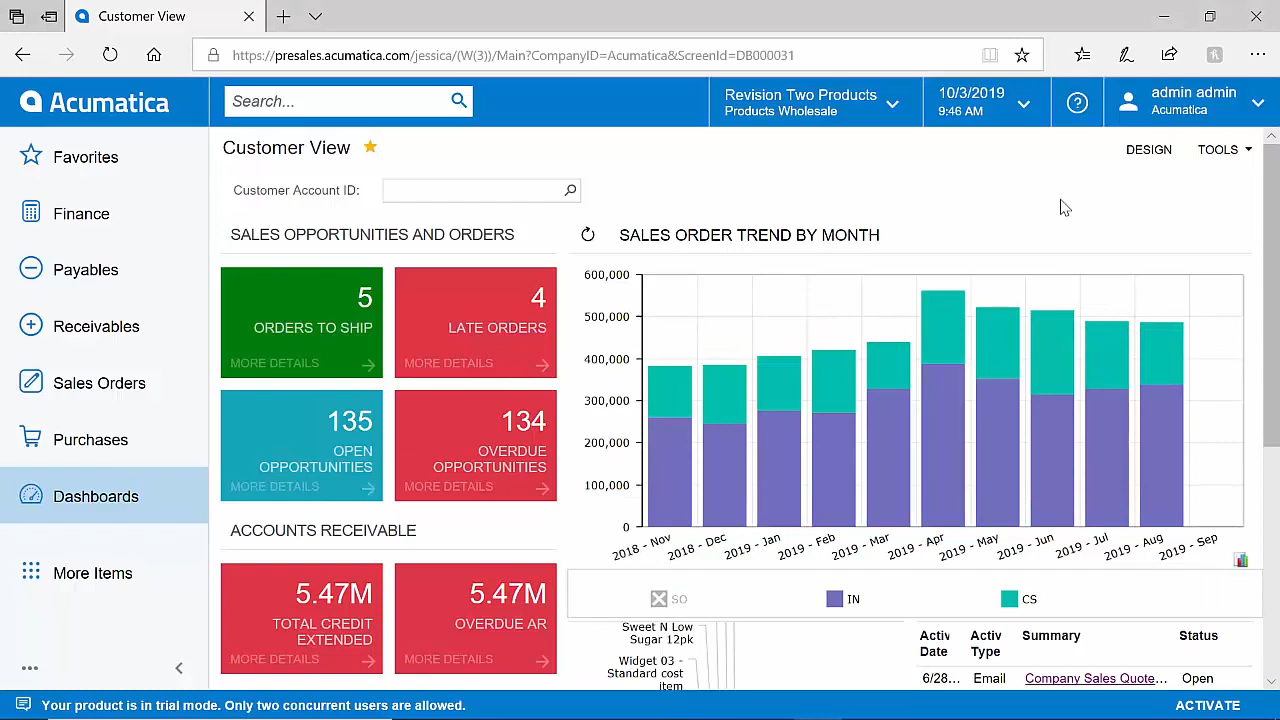 Customer View
https://presales.acumatica.com/jessica/(W(3))/Main?CompanyID=Acumatica&ScreenId=DB000031
Acumatica
Search...
Revision Two Products
Products Wholesale
10/3/2019
9:46 AM
admin admin
Acumatica
Favorites
Finance
Payables
Receivables
Sales Orders
Purchases
Dashboards
More Items
Customer View
DESIGN
TOOLS
Customer Account ID:
SALES OPPORTUNITIES AND ORDERS
5
ORDERS TO SHIP
MORE DETAILS
4
LATE ORDERS
MORE DETAILS
135
OPEN
OPPORTUNITIES
MORE DETAILS
134
OVERDUE
OPPORTUNITIES
MORE DETAILS
ACCOUNTS RECEIVABLE
5.47M
TOTAL CREDIT
EXTENDED
MORE DETAILS
5.47M
OVERDUE AR
MORE DETAILS
SALES ORDER TREND BY MONTH
600,000
500,000
400,000
300,000
200,000
100,000
0
2018 - Nov
2018 - Dec
2019 - Jan
2019 - Feb
2019 - Mar
2019 - Apr
2019 - May
2019 - Jun
2019 - Jul
2019 - Aug
2019 - Sep
SO
IN
CS
Sweet N Low
Sugar 12pk
Widget 03 -
Standard cost
item
Activ Date
Activ Type
Summary
Status
6/28...
Email
Company Sales Quote...
Open
Your product is in trial mode. Only two concurrent users are allowed.
ACTIVATE